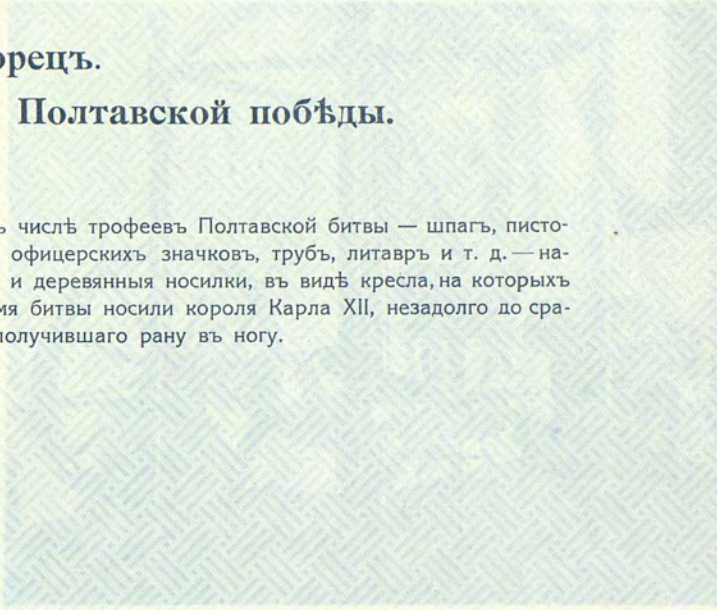 орецъ.
Полтавской побѣды.
ъ числѣ трофеевъ Полтавской битвы — шпагъ, писто-
офицерскихъ значковъ, трубъ, литавръ и т. д. — на-
и деревянныя носилки, въ видѣ кресла, на которыхъ
мя битвы носили короля Карла XII, незадолго до сра-
получившаго рану въ ногу.